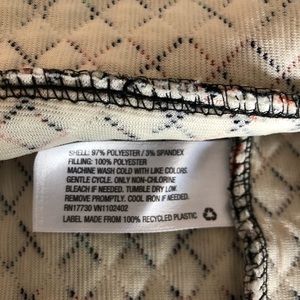 SHELL: 97% POLYESTER / 3% SPANDEX
FILLING: 100% POLYESTER
MACHINE WASH COLD WITH LIKE COLORS.
GENTLE CYCLE. ONLY NON-CHLORINE
BLEACH IF NEEDED. TUMBLE DRY LOW.
REMOVE PROMPTLY. COOL IRON IF NEEDED.
RN17730 VN1102402
LABEL MADE FROM 100% RECYCLED PLASTIC